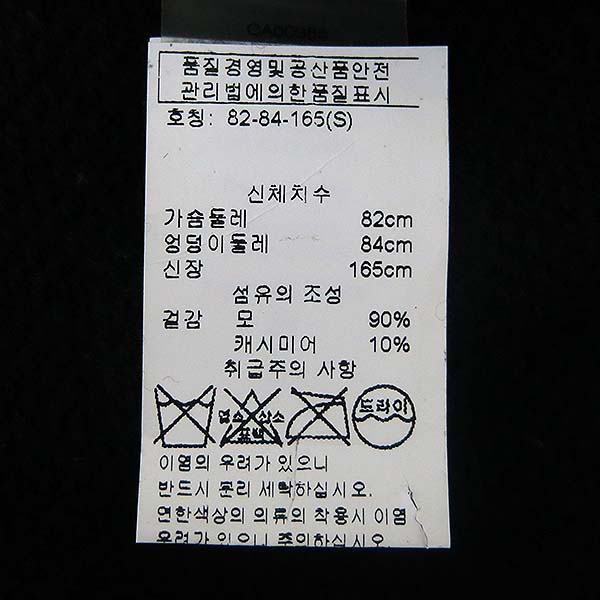 품질경영및공산품안전
관리법에의한품질표시
호칭: 82-84-165(S)
신체치수
가슴둘레 82cm
엉덩이둘레 84cm
신장 165cm
섬유의 조성
겉감 모 90%
캐시미어 10%
취급주의 사항
염소 산소 드라이
표백
이염의 우려가 있으니
반드시 분리 세탁하십시오.
연한색상의 의류의 착용시 이염
우려가 있으니 주의하십시오.